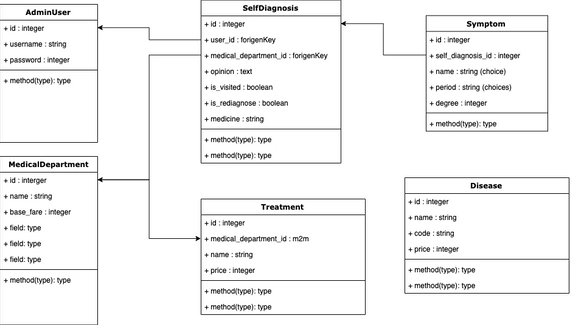 AdminUser
+ id : integer
+ username : string
+ password : integer
+ method(type): type
SelfDiagnosis
+ id : integer
+ user_id : forigenKey
+ medical_department_id : forigenKey
+ opinion : text
+ is_visited : boolean
+ is_rediagnose : boolean
+ medicine : string
+ method(type): type
+ method(type): type
Symptom
+ id : integer
+ self_diagnosis_id : integer
+ name : string (choice)
+ period : string (choices)
+ degree : integer
+ method(type): type
MedicalDepartment
+ id : interger
+ name : string
+ base_fare : integer
+ field: type
+ field: type
+ field: type
+ method(type): type
Treatment
+ id : integer
+ medical_department_id : m2m
+ name : string
+ price : integer
+ method(type): type
+ method(type): type
Disease
+ id : integer
+ name : string
+ code : string
+ price : integer
+ method(type): type
+ method(type): type